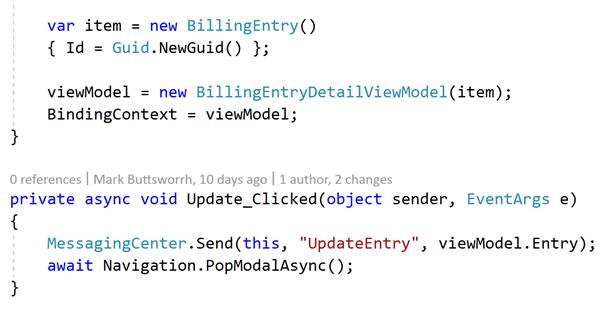 var item = new BillingEntry()
{ Id = Guid.NewGuid() };
viewModel = new BillingEntryDetailViewModel(item);
BindingContext = viewModel;
}
0 references | Mark Buttsworrh, 10 days ago | 1 author, 2 changes
private async void Update_Clicked(object sender, EventArgs e)
{
MessagingCenter.Send(this, "UpdateEntry", viewModel.Entry);
await Navigation.PopModalAsync();
}